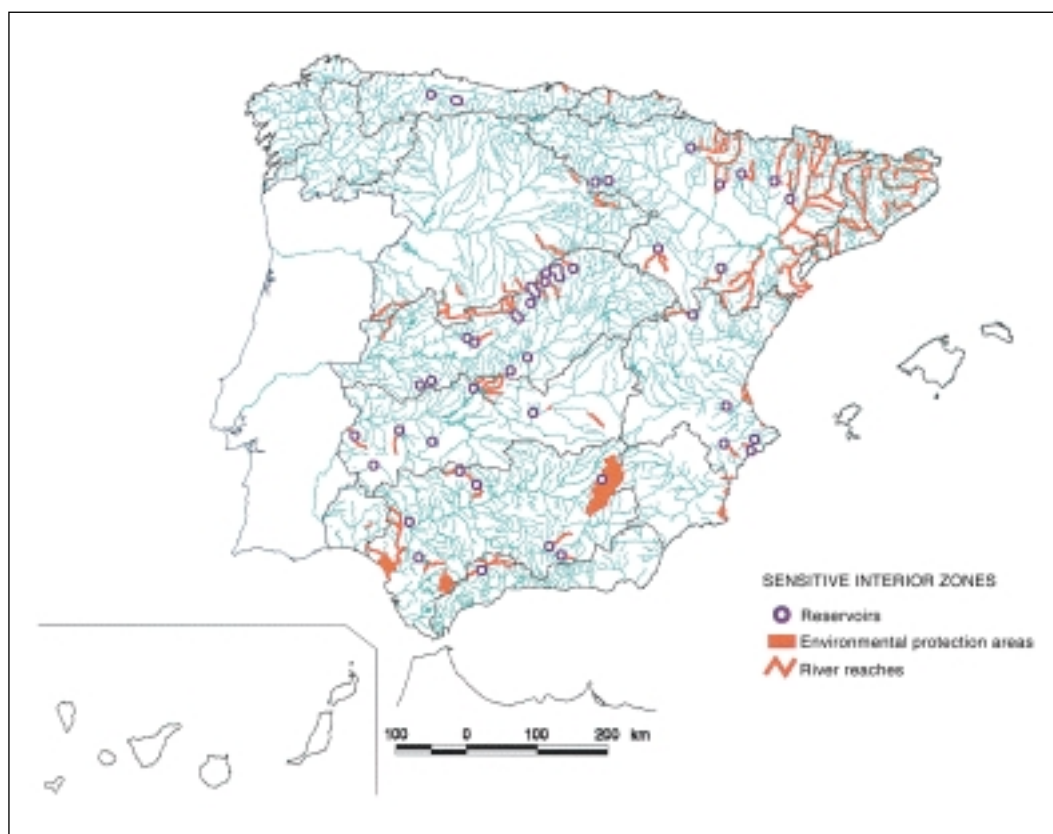 SENSITIVE INTERIOR ZONES
Reservoirs
Environmental protection areas
River reaches
100 0 100 200 km